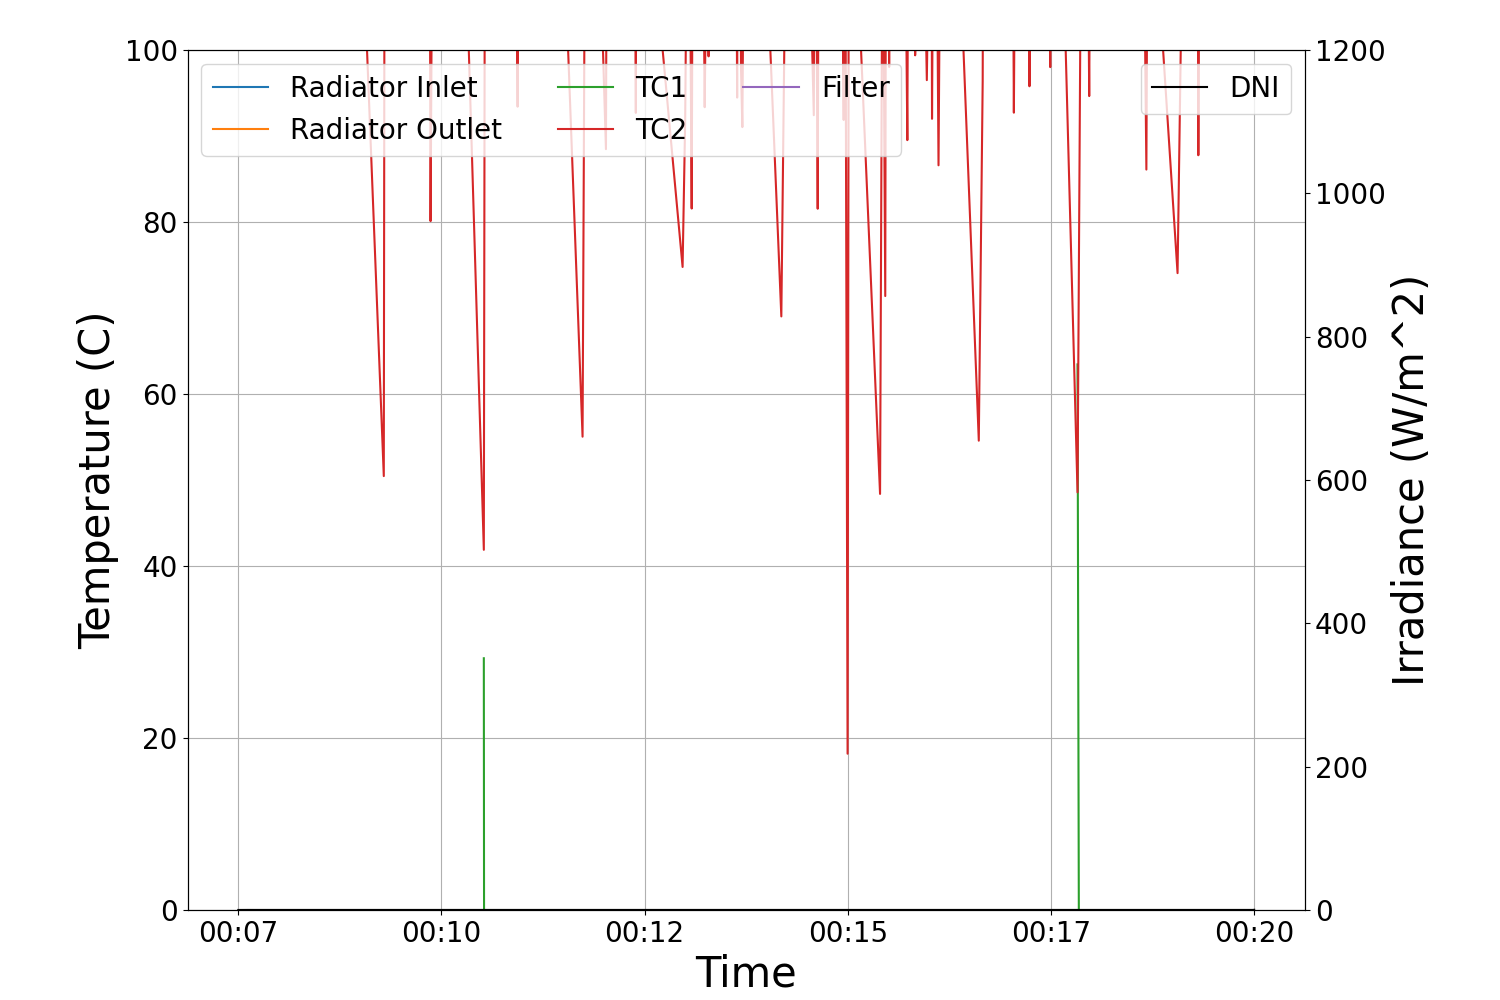 100
80
60
40
20
0
Temperature (C)
Radiator Inlet
Radiator Outlet
TC1
TC2
Filter
DNI
1200
1000
800
600
400
200
0
Irradiance (W/m^2)
00:07 00:10 00:12 00:15 00:17 00:20
Time